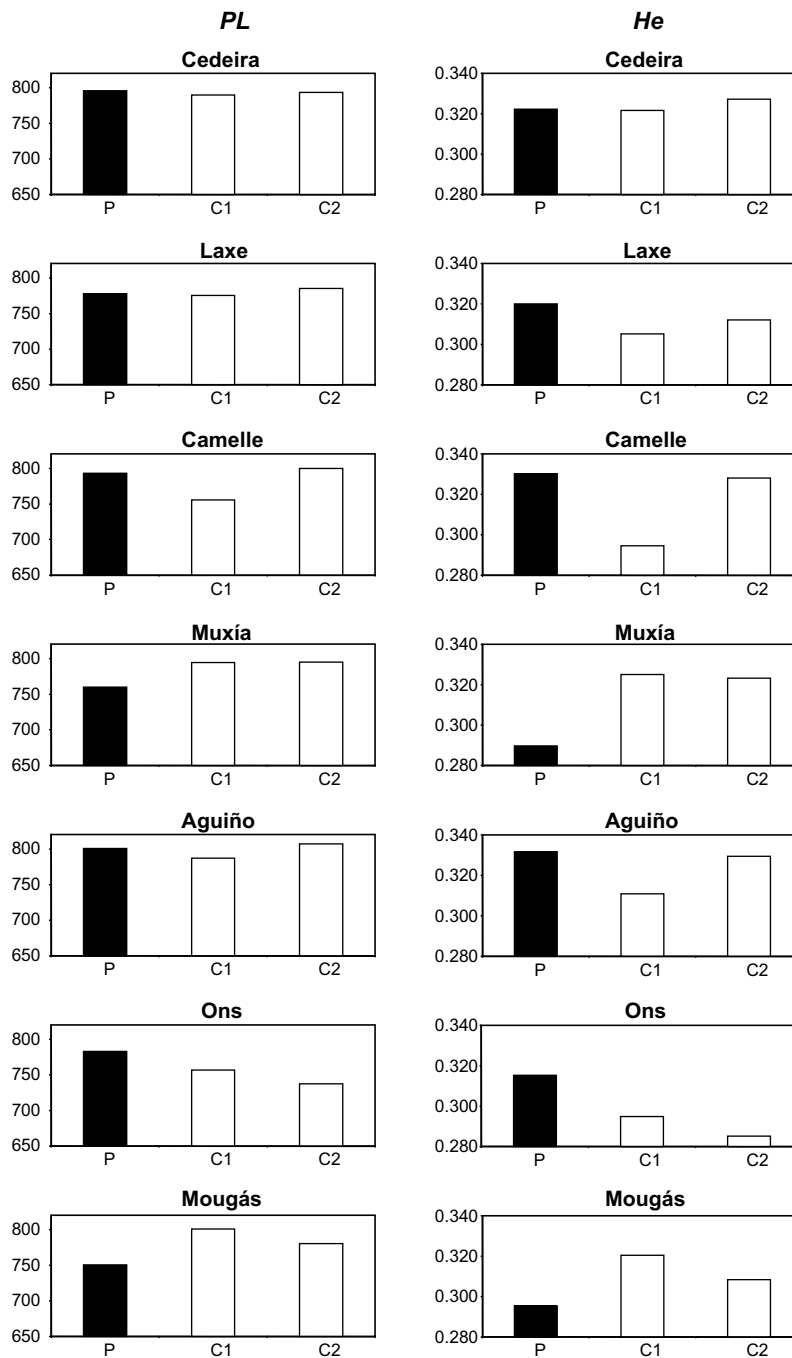 PL
He
Cedeira
800
750
700
650
P
C1
C2
Cedeira
0.340
0.320
0.300
0.280
P
C1
C2
Laxe
800
750
700
650
P
C1
C2
Laxe
0.340
0.320
0.300
0.280
P
C1
C2
Camelle
800
750
700
650
P
C1
C2
Camelle
0.340
0.320
0.300
0.280
P
C1
C2
Muxía
800
750
700
650
P
C1
C2
Muxía
0.340
0.320
0.300
0.280
P
C1
C2
Aguiño
800
750
700
650
P
C1
C2
Aguiño
0.340
0.320
0.300
0.280
P
C1
C2
Ons
800
750
700
650
P
C1
C2
Ons
0.340
0.320
0.300
0.280
P
C1
C2
Mougás
800
750
700
650
P
C1
C2
Mougás
0.340
0.320
0.300
0.280
P
C1
C2